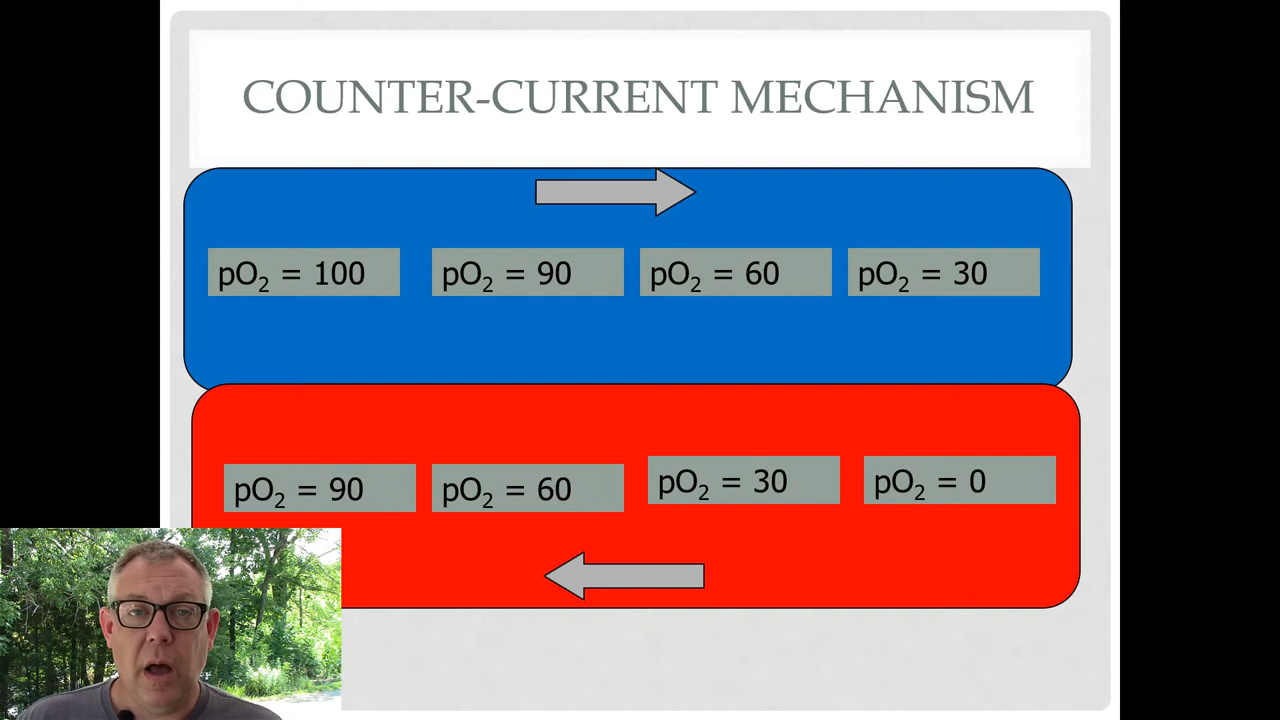 COUNTER-CURRENT MECHANISM
pO₂ = 100 pO₂ = 90 pO₂ = 60 pO₂ = 30
pO₂ = 90 pO₂ = 60 pO₂ = 30 pO₂ = 0